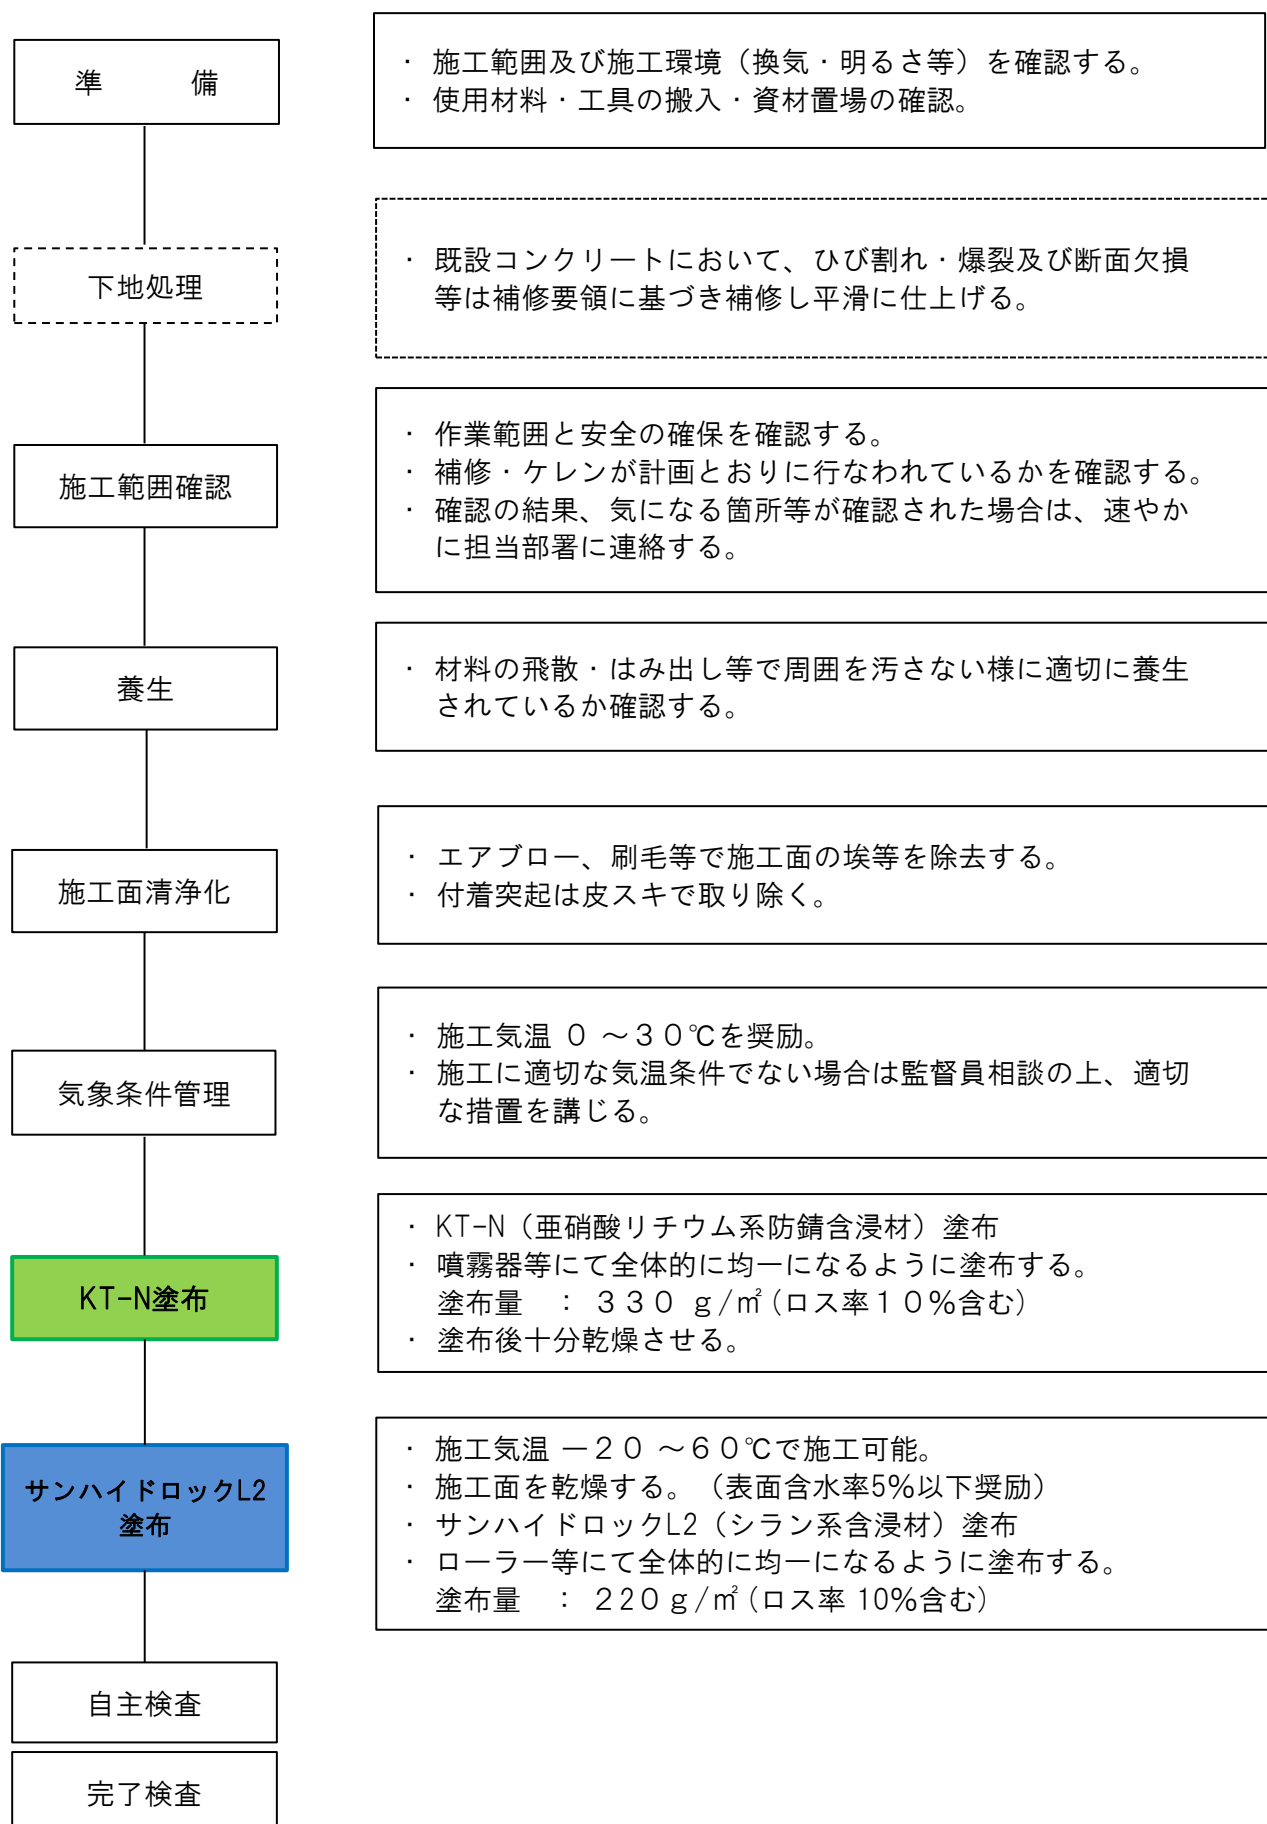 準　　備
・ 施工範囲及び施工環境（換気・明るさ等）を確認する。
・ 使用材料・工具の搬入・資材置場の確認。
下地処理
・ 既設コンクリートにおいて、ひび割れ・爆裂及び断面欠損
等は補修要領に基づき補修し平滑に仕上げる。
施工範囲確認
・ 作業範囲と安全の確保を確認する。
・ 補修・ケレンが計画とおりに行なわれているかを確認する。
・ 確認の結果、気になる箇所等が確認された場合は、速やか
に担当部署に連絡する。
養生
・ 材料の飛散・はみ出し等で周囲を汚さない様に適切に養生
されているか確認する。
施工面清浄化
・ エアブロー、刷毛等で施工面の埃等を除去する。
・ 付着突起は皮スキで取り除く。
気象条件管理
・ 施工気温 ０ ～３０℃を奨励。
・ 施工に適切な気温条件でない場合は監督員相談の上、適切
な措置を講じる。
KT-N塗布
・ KT-N（亜硝酸リチウム系防錆含浸材）塗布
・ 噴霧器等にて全体的に均一になるように塗布する。
塗布量　： ３３０ ｇ/㎡(ロス率１０％含む)
・ 塗布後十分乾燥させる。
サンハイドロックL2
塗布
・ 施工気温 －２０ ～６０℃で施工可能。
・ 施工面を乾燥する。（表面含水率5%以下奨励）
・ サンハイドロックL2（シラン系含浸材）塗布
・ ローラー等にて全体的に均一になるように塗布する。
塗布量　： ２２０ｇ/㎡(ロス率 10％含む)
自主検査
完了検査